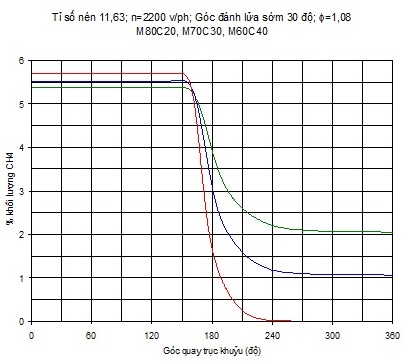 Tỉ số nén 11,63; n=2200 v/ph; Góc đánh lửa sớm 30 độ; ϕ=1,08
M80C20, M70C30, M60C40
6
5
4
3
2
1
0
% khối lượng CH4
0 60 120 180 240 300 360
Góc quay trục khuỷu (độ)